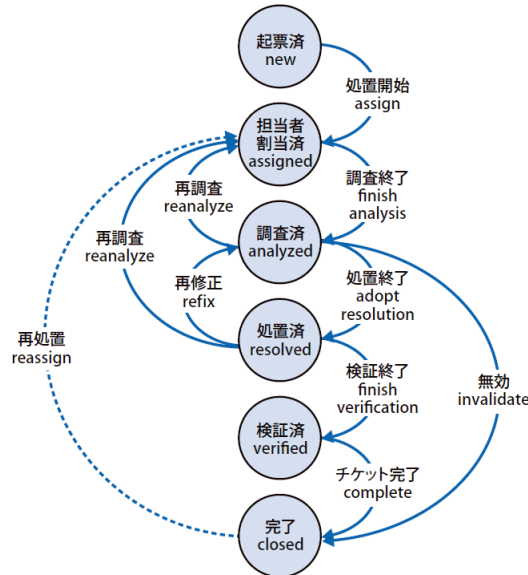 起票済
new
処置開始
assign
担当者
割当済
assigned
調査終了
finish
analysis
再調査
reanalyze
再調査
reanalyze
調査済
analyzed
処置終了
adopt
resolution
再修正
refix
処置済
resolved
再処置
reassign
検証終了
finish
verification
無効
invalidate
検証済
verified
チケット完了
complete
完了
closed